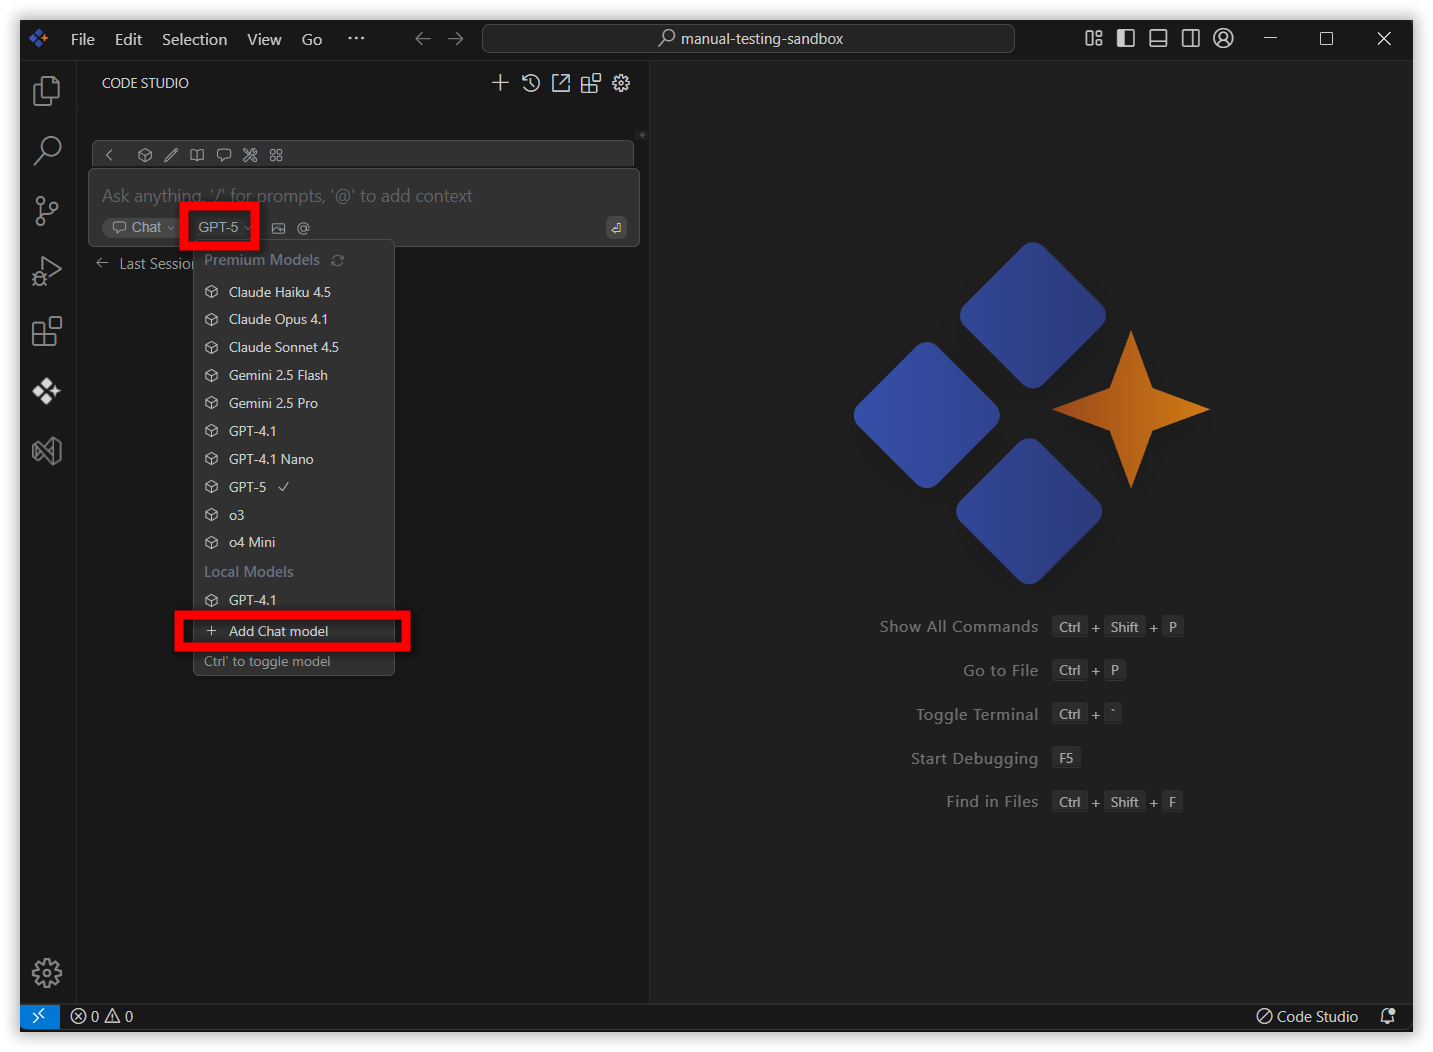 File Edit Selection View Go ··· manual-testing-sandbox
CODE STUDIO
Ask anything, '/' for prompts, '@' to add context
Chat GPT-5
Last Session
Premium Models
Claude Haiku 4.5
Claude Opus 4.1
Claude Sonnet 4.5
Gemini 2.5 Flash
Gemini 2.5 Pro
GPT-4.1
GPT-4.1 Nano
GPT-5
o3
o4 Mini
Local Models
GPT-4.1
+ Add Chat model
Ctrl' to toggle model
Show All Commands Ctrl + Shift + P
Go to File Ctrl + P
Toggle Terminal Ctrl + `
Start Debugging F5
Find in Files Ctrl + Shift + F
0 0 Code Studio